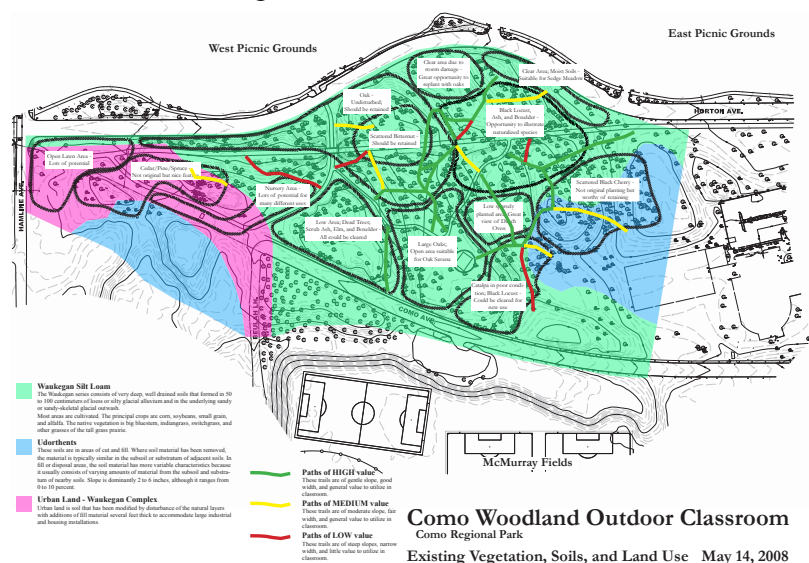 West Picnic Grounds
East Picnic Grounds
Clear area due to
storm damage -
Great opportunity to
replant with oaks
Clear Area; Moist Soils -
Suitable for Sedge Meadow
Oak -
Undisturbed;
Should be retained
Black Locust,
Ash, and Boxelder -
Opportunity to illustrate
naturalized species
HORTON AVE.
Scattered Butternut -
Should be retained
Open Lawn Area -
Lots of potential
Cedar/Pine/Spruce -
Not original but nice feat.
Nursery Area -
Lots of potential for
many different uses
Scattered Black Cherry -
Not original planting but
worthy of retaining
HAMLINE AVE.
Low Area; Dead Trees;
Scrub Ash, Elm, and Boxelder -
All could be cleared
planted area; Great
view of Dutch
Oven
Large Oaks;
Open area suitable
for Oak Savana
Catalpa in poor condi-
tion; Black Locust -
Could be cleared for
new use
COMO AVE.
Waukegan Silt Loam
The Waukegan series consists of very deep, well drained soils that formed in 50
to 100 centimeters of loess or silty glacial alluvium and in the underlying sandy
or sandy-skeletal glacial outwash.
Most areas are cultivated. The principal crops are corn, soybeans, small grain,
and alfalfa. The native vegetation is big bluestem, indiangrass, switchgrass, and
other grasses of the tall grass prairie.
Udorthents
These soils are in areas of cut and fill. Where soil material has been removed,
the material is typically similar in the subsoil or substratum of adjacent soils. In
fill or disposal areas, the soil material has more variable characteristics because
it usually consists of varying amounts of material from the subsoil and substra-
tum of nearby soils. Slope is dominantly 2 to 6 inches, although it ranges from
0 to 10 percent.
Urban Land - Waukegan Complex
Urban land is soil that has been modified by disturbance of the natural layers
with additions of fill material several feet thick to accommodate large industrial
and housing installations.
Paths of HIGH value
These trails are of gentle slope, good
width, and general value to utilize in
classroom.
Paths of MEDIUM value
These trails are of moderate slope, fair
width, and general value to utilize in
classroom.
Paths of LOW value
These trails are of steep slopes, narrow
width, and little value to utilize in
classroom.
McMurray Fields
Como Woodland Outdoor Classroom
Como Regional Park
Existing Vegetation, Soils, and Land Use May 14, 2008